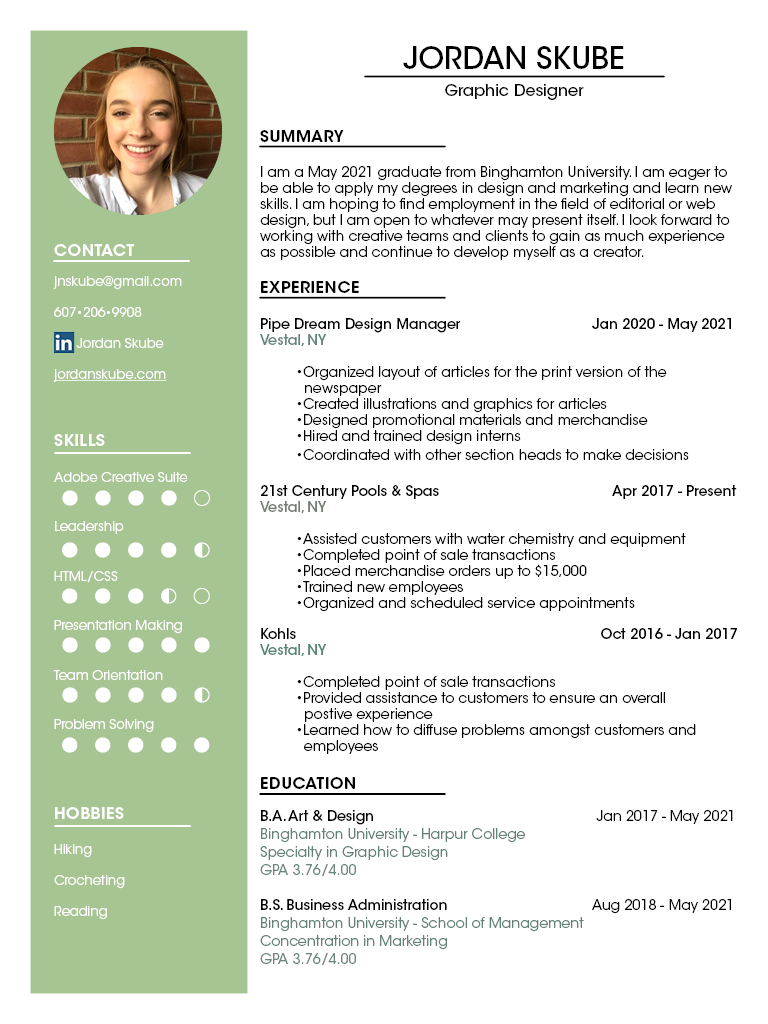 JORDAN SKUBE
Graphic Designer
CONTACT
jnskube@gmail.com
607•206•9908
in Jordan Skube
jordanskube.com
SKILLS
Adobe Creative Suite
Leadership
HTML/CSS
Presentation Making
Team Orientation
Problem Solving
HOBBIES
Hiking
Crocheting
Reading
SUMMARY
I am a May 2021 graduate from Binghamton University. I am eager to
be able to apply my degrees in design and marketing and learn new
skills. I am hoping to find employment in the field of editorial or web
design, but I am open to whatever may present itself. I look forward to
working with creative teams and clients to gain as much experience
as possible and continue to develop myself as a creator.
EXPERIENCE
Pipe Dream Design Manager Jan 2020 - May 2021
Vestal, NY
•Organized layout of articles for the print version of the
newspaper
•Created illustrations and graphics for articles
•Designed promotional materials and merchandise
•Hired and trained design interns
•Coordinated with other section heads to make decisions
21st Century Pools & Spas Apr 2017 - Present
Vestal, NY
•Assisted customers with water chemistry and equipment
•Completed point of sale transactions
•Placed merchandise orders up to $15,000
•Trained new employees
•Organized and scheduled service appointments
Kohls Oct 2016 - Jan 2017
Vestal, NY
•Completed point of sale transactions
•Provided assistance to customers to ensure an overall
postive experience
•Learned how to diffuse problems amongst customers and
employees
EDUCATION
B.A. Art & Design Jan 2017 - May 2021
Binghamton University - Harpur College
Specialty in Graphic Design
GPA 3.76/4.00
B.S. Business Administration Aug 2018 - May 2021
Binghamton University - School of Management
Concentration in Marketing
GPA 3.76/4.00